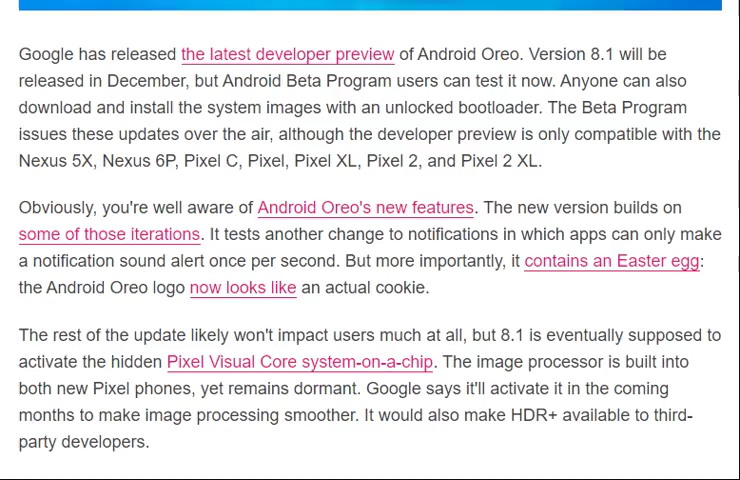 Google has released the latest developer preview of Android Oreo. Version 8.1 will be
released in December, but Android Beta Program users can test it now. Anyone can also
download and install the system images with an unlocked bootloader. The Beta Program
issues these updates over the air, although the developer preview is only compatible with the
Nexus 5X, Nexus 6P, Pixel C, Pixel, Pixel XL, Pixel 2, and Pixel 2 XL.
Obviously, you're well aware of Android Oreo's new features. The new version builds on
some of those iterations. It tests another change to notifications in which apps can only make
a notification sound alert once per second. But more importantly, it contains an Easter egg:
the Android Oreo logo now looks like an actual cookie.
The rest of the update likely won't impact users much at all, but 8.1 is eventually supposed to
activate the hidden Pixel Visual Core system-on-a-chip. The image processor is built into
both new Pixel phones, yet remains dormant. Google says it'll activate it in the coming
months to make image processing smoother. It would also make HDR+ available to third-
party developers.